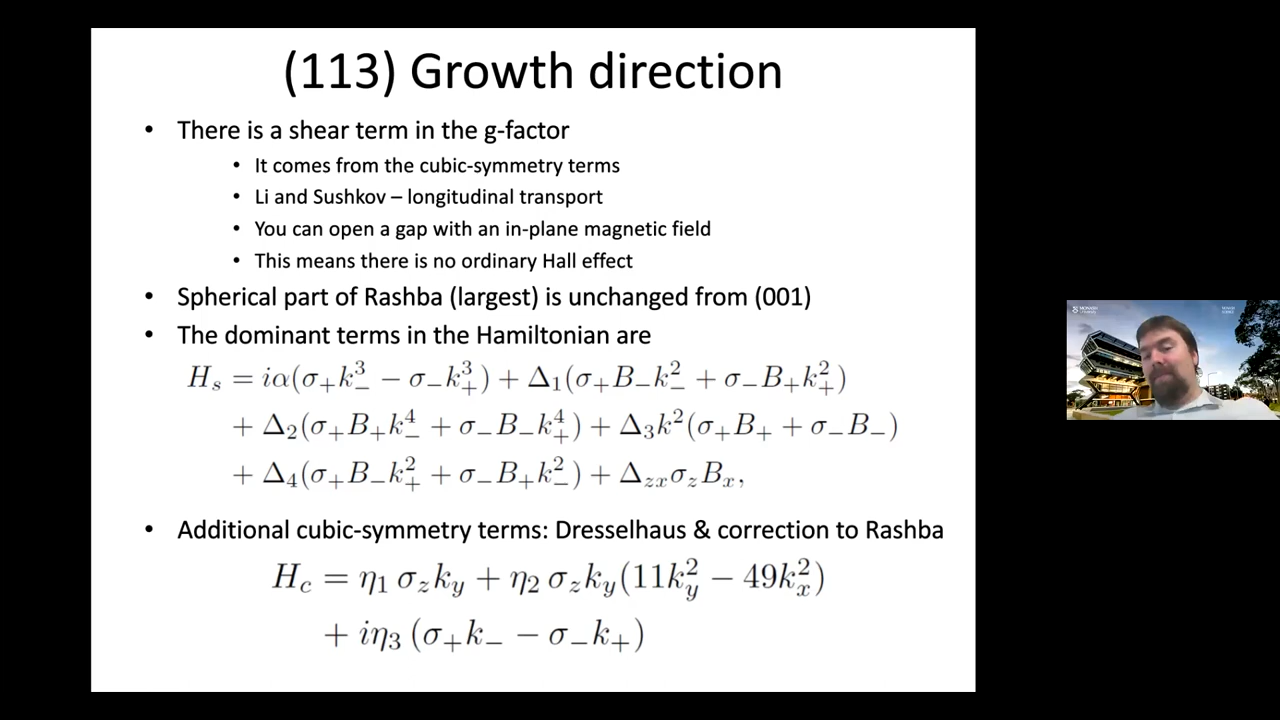 (113) Growth direction
• There is a shear term in the g-factor
• It comes from the cubic-symmetry terms
• Li and Sushkov – longitudinal transport
• You can open a gap with an in-plane magnetic field
• This means there is no ordinary Hall effect
• Spherical part of Rashba (largest) is unchanged from (001)
• The dominant terms in the Hamiltonian are
H_s = iα(σ_+k_-^3 − σ_-k_+^3) + Δ_1(σ_+B_-k_-^2 + σ_-B_+k_+^2)
+ Δ_2(σ_+B_+k_-^4 + σ_-B_-k_+^4) + Δ_3k^2(σ_+B_+ + σ_-B_-)
+ Δ_4(σ_+B_-k_+^2 + σ_-B_+k_-^2) + Δ_{zx}σ_zB_x,
• Additional cubic-symmetry terms: Dresselhaus & correction to Rashba
H_c = η_1 σ_zk_y + η_2 σ_zk_y(11k_y^2 − 49k_x^2)
+ iη_3 (σ_+k_- − σ_-k_+)
MONASH
University